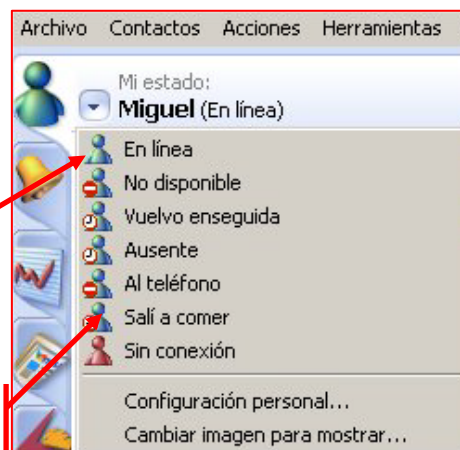 Archivo Contactos Acciones Herramientas
Mi estado:
Miguel (En línea)
En línea
No disponible
Vuelvo enseguida
Ausente
Al teléfono
Salí a comer
Sin conexión
Configuración personal...
Cambiar imagen para mostrar...